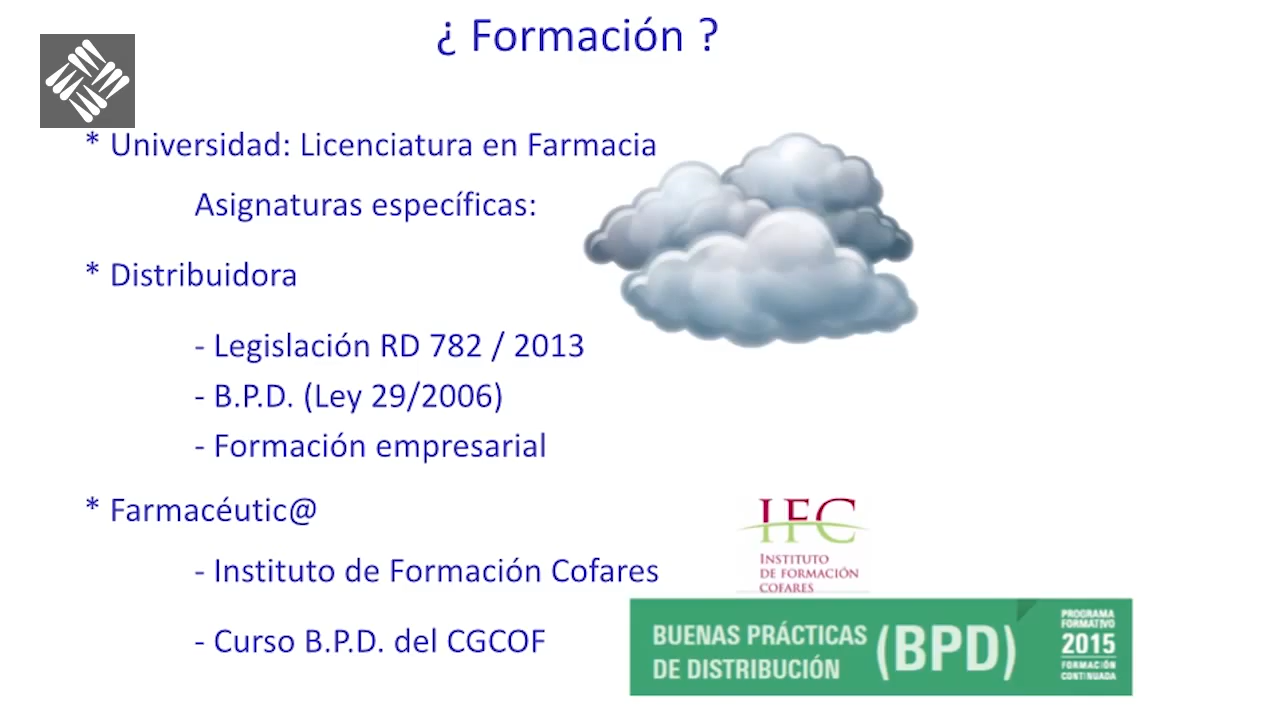 ¿ Formación ?
* Universidad: Licenciatura en Farmacia
Asignaturas específicas:
* Distribuidora
- Legislación RD 782 / 2013
- B.P.D. (Ley 29/2006)
- Formación empresarial
* Farmacéutic@
- Instituto de Formación Cofares
- Curso B.P.D. del CGCOF
IFC
INSTITUTO
DE FORMACIÓN
COFARES
BUENAS PRÁCTICAS
DE DISTRIBUCIÓN
(BPD)
PROGRAMA
FORMATIVO
2015
FORMACIÓN
CONTINUADA